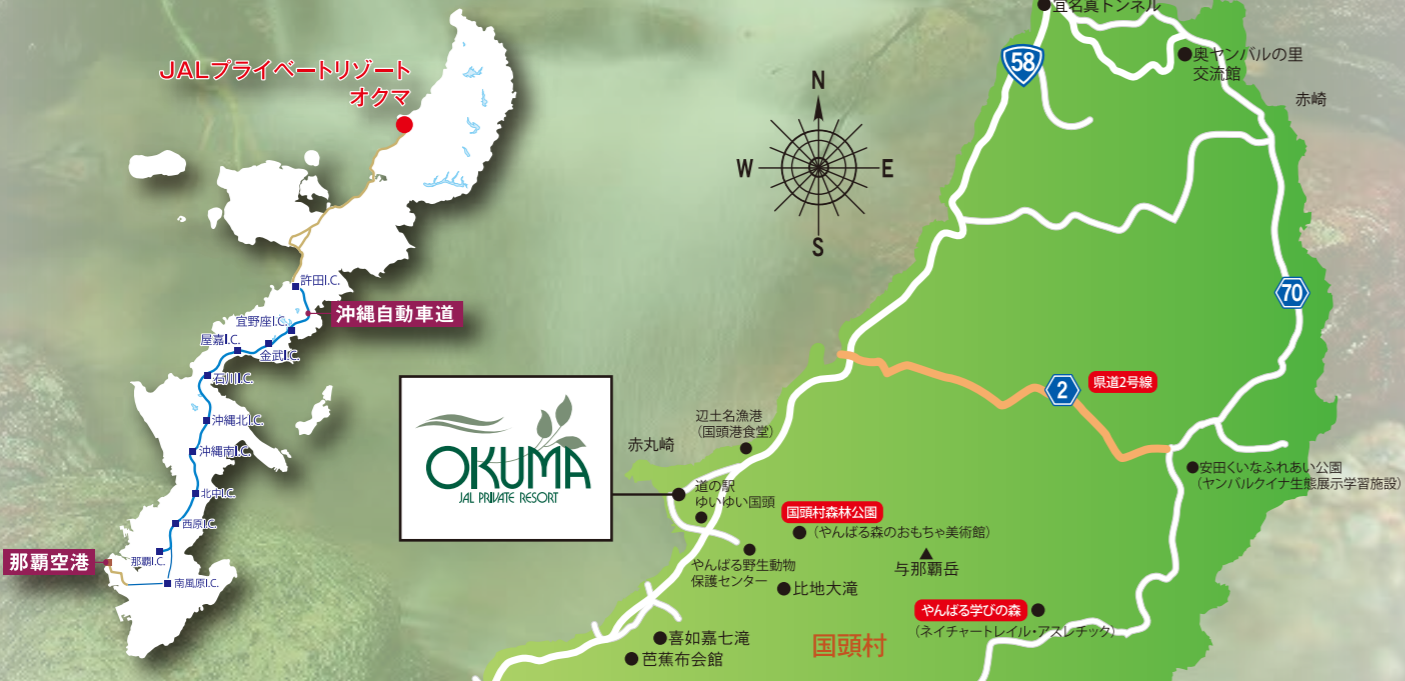 JALプライベートリゾート
オクマ
許田I.C.
沖縄自動車道
宜野座I.C.
屋嘉I.C.
金武I.C.
石川I.C.
沖縄北I.C.
沖縄南I.C.
北中I.C.
西原I.C.
那覇空港
那覇I.C.
南風原I.C.
N
W
E
S
OKUMA
JAL PRIVATE RESORT
宜名真トンネル
58
奥ヤンバルの里
交流館
赤崎
70
2
県道2号線
辺土名漁港
（国頭港食堂）
赤丸崎
道の駅
ゆいゆい国頭
安田くいなふれあい公園
（ヤンバルクイナ生態展示学習施設）
国頭村森林公園
（やんばる森のおもちゃ美術館）
やんばる野生動物
保護センター
与那覇岳
比地大滝
やんばる学びの森
（ネイチャートレイル・アスレチック）
喜如嘉七滝
芭蕉布会館
国頭村